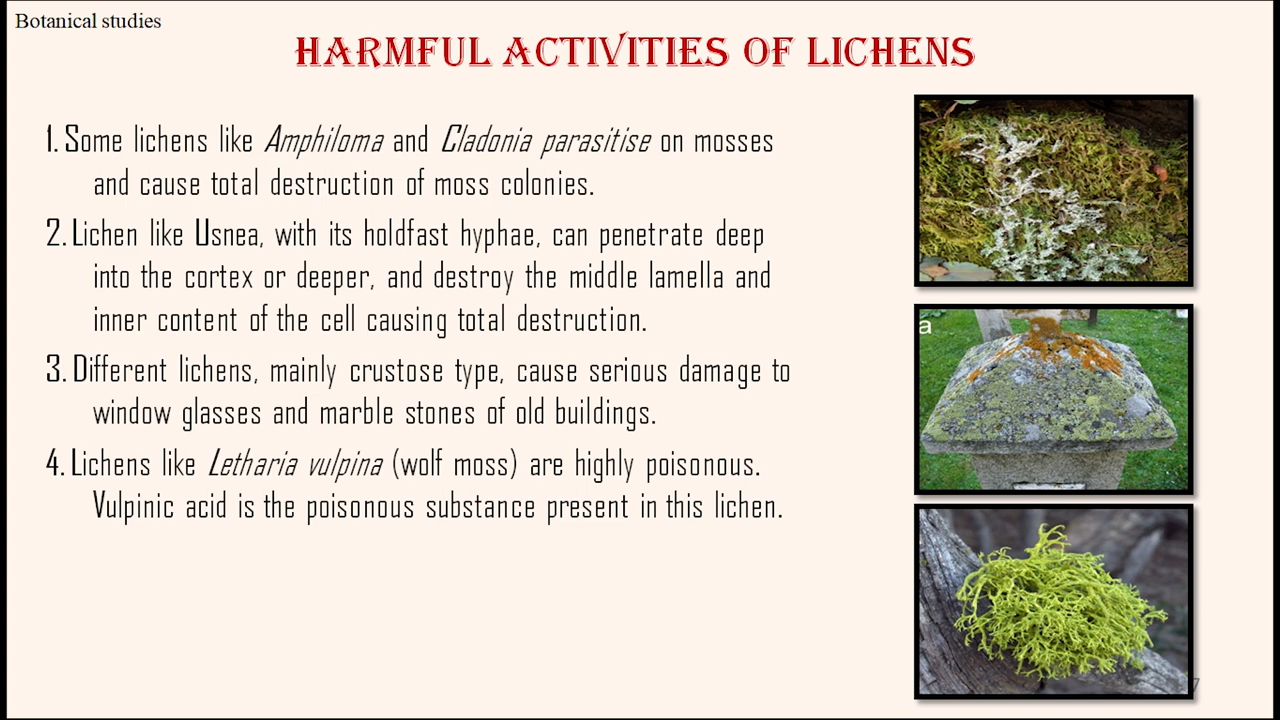 Botanical studies
HARMFUL ACTIVITIES OF LICHENS
1. Some lichens like Amphiloma and Cladonia parasitise on mosses
and cause total destruction of moss colonies.
2. Lichen like Usnea, with its holdfast hyphae, can penetrate deep
into the cortex or deeper, and destroy the middle lamella and
inner content of the cell causing total destruction.
3. Different lichens, mainly crustose type, cause serious damage to
window glasses and marble stones of old buildings.
4. Lichens like Letharia vulpina (wolf moss) are highly poisonous.
Vulpinic acid is the poisonous substance present in this lichen.
a
7